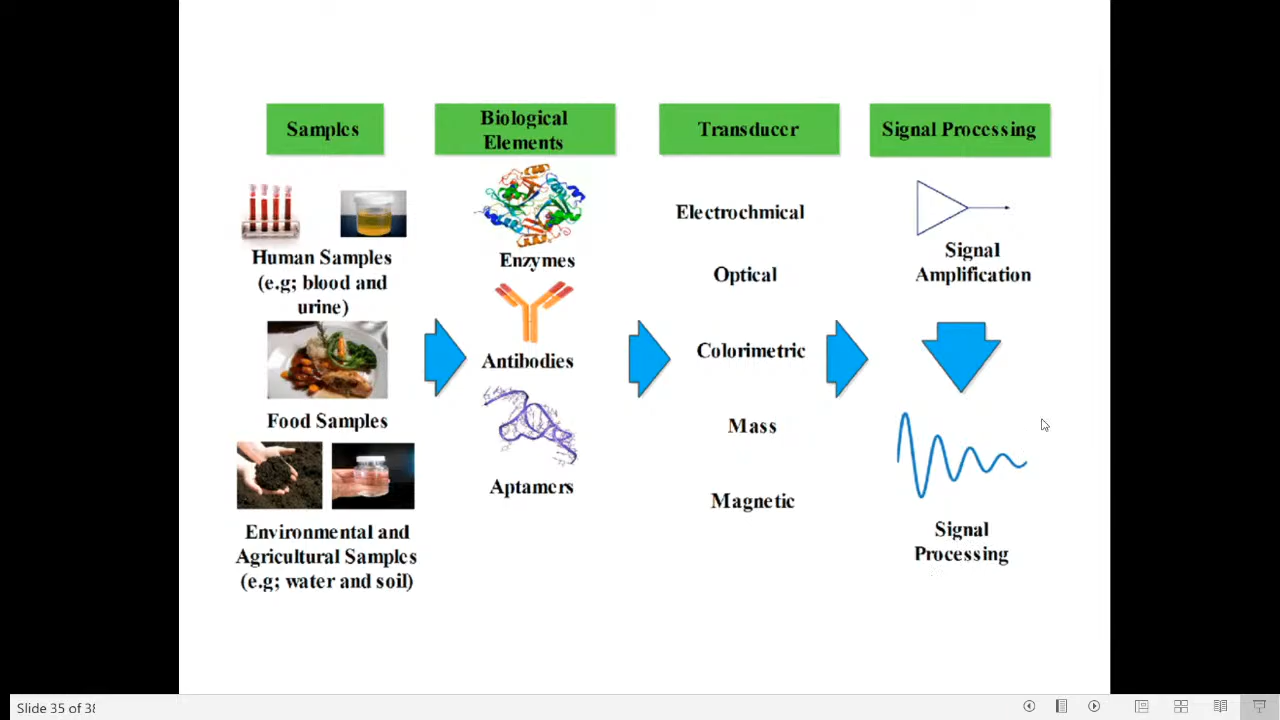 Samples
Biological
Elements
Transducer
Signal Processing
Human Samples
(e.g; blood and
urine)
Food Samples
Environmental and
Agricultural Samples
(e.g; water and soil)
Enzymes
Antibodies
Aptamers
Electrochmical
Optical
Colorimetric
Mass
Magnetic
Signal
Amplification
Signal
Processing
Slide 35 of 38